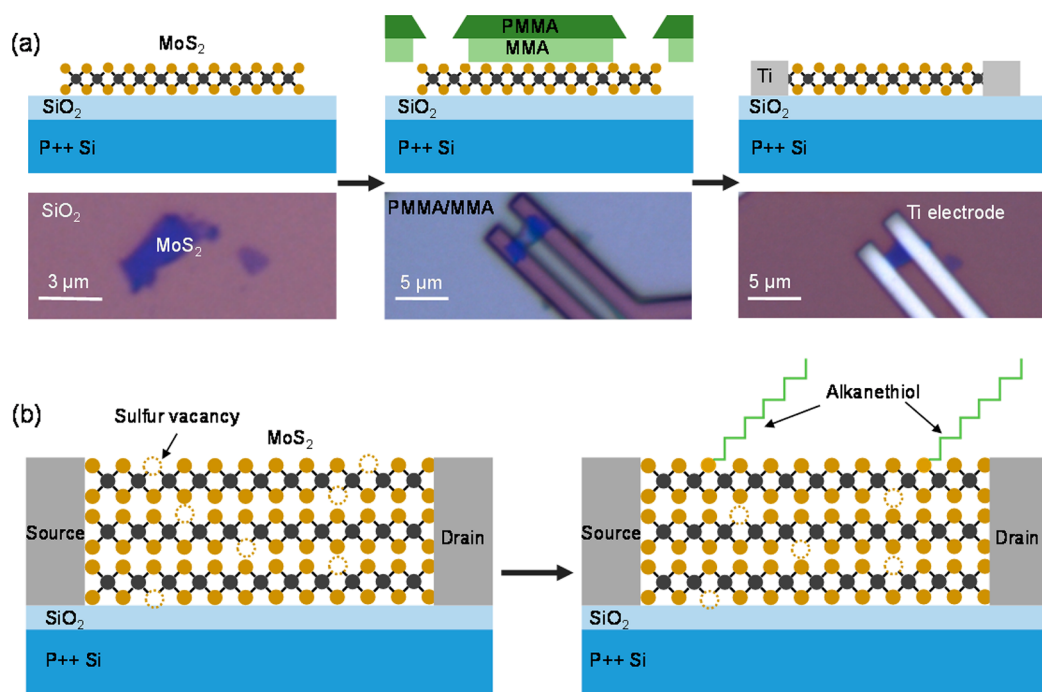 (a)
MoS₂
SiO₂
P++ Si
PMMA
MMA
SiO₂
P++ Si
Ti
SiO₂
P++ Si
SiO₂
MoS₂
3 μm
PMMA/MMA
5 μm
Ti electrode
5 μm
(b)
Sulfur vacancy
MoS₂
Source
Drain
SiO₂
P++ Si
Alkanethiol
Source
Drain
SiO₂
P++ Si